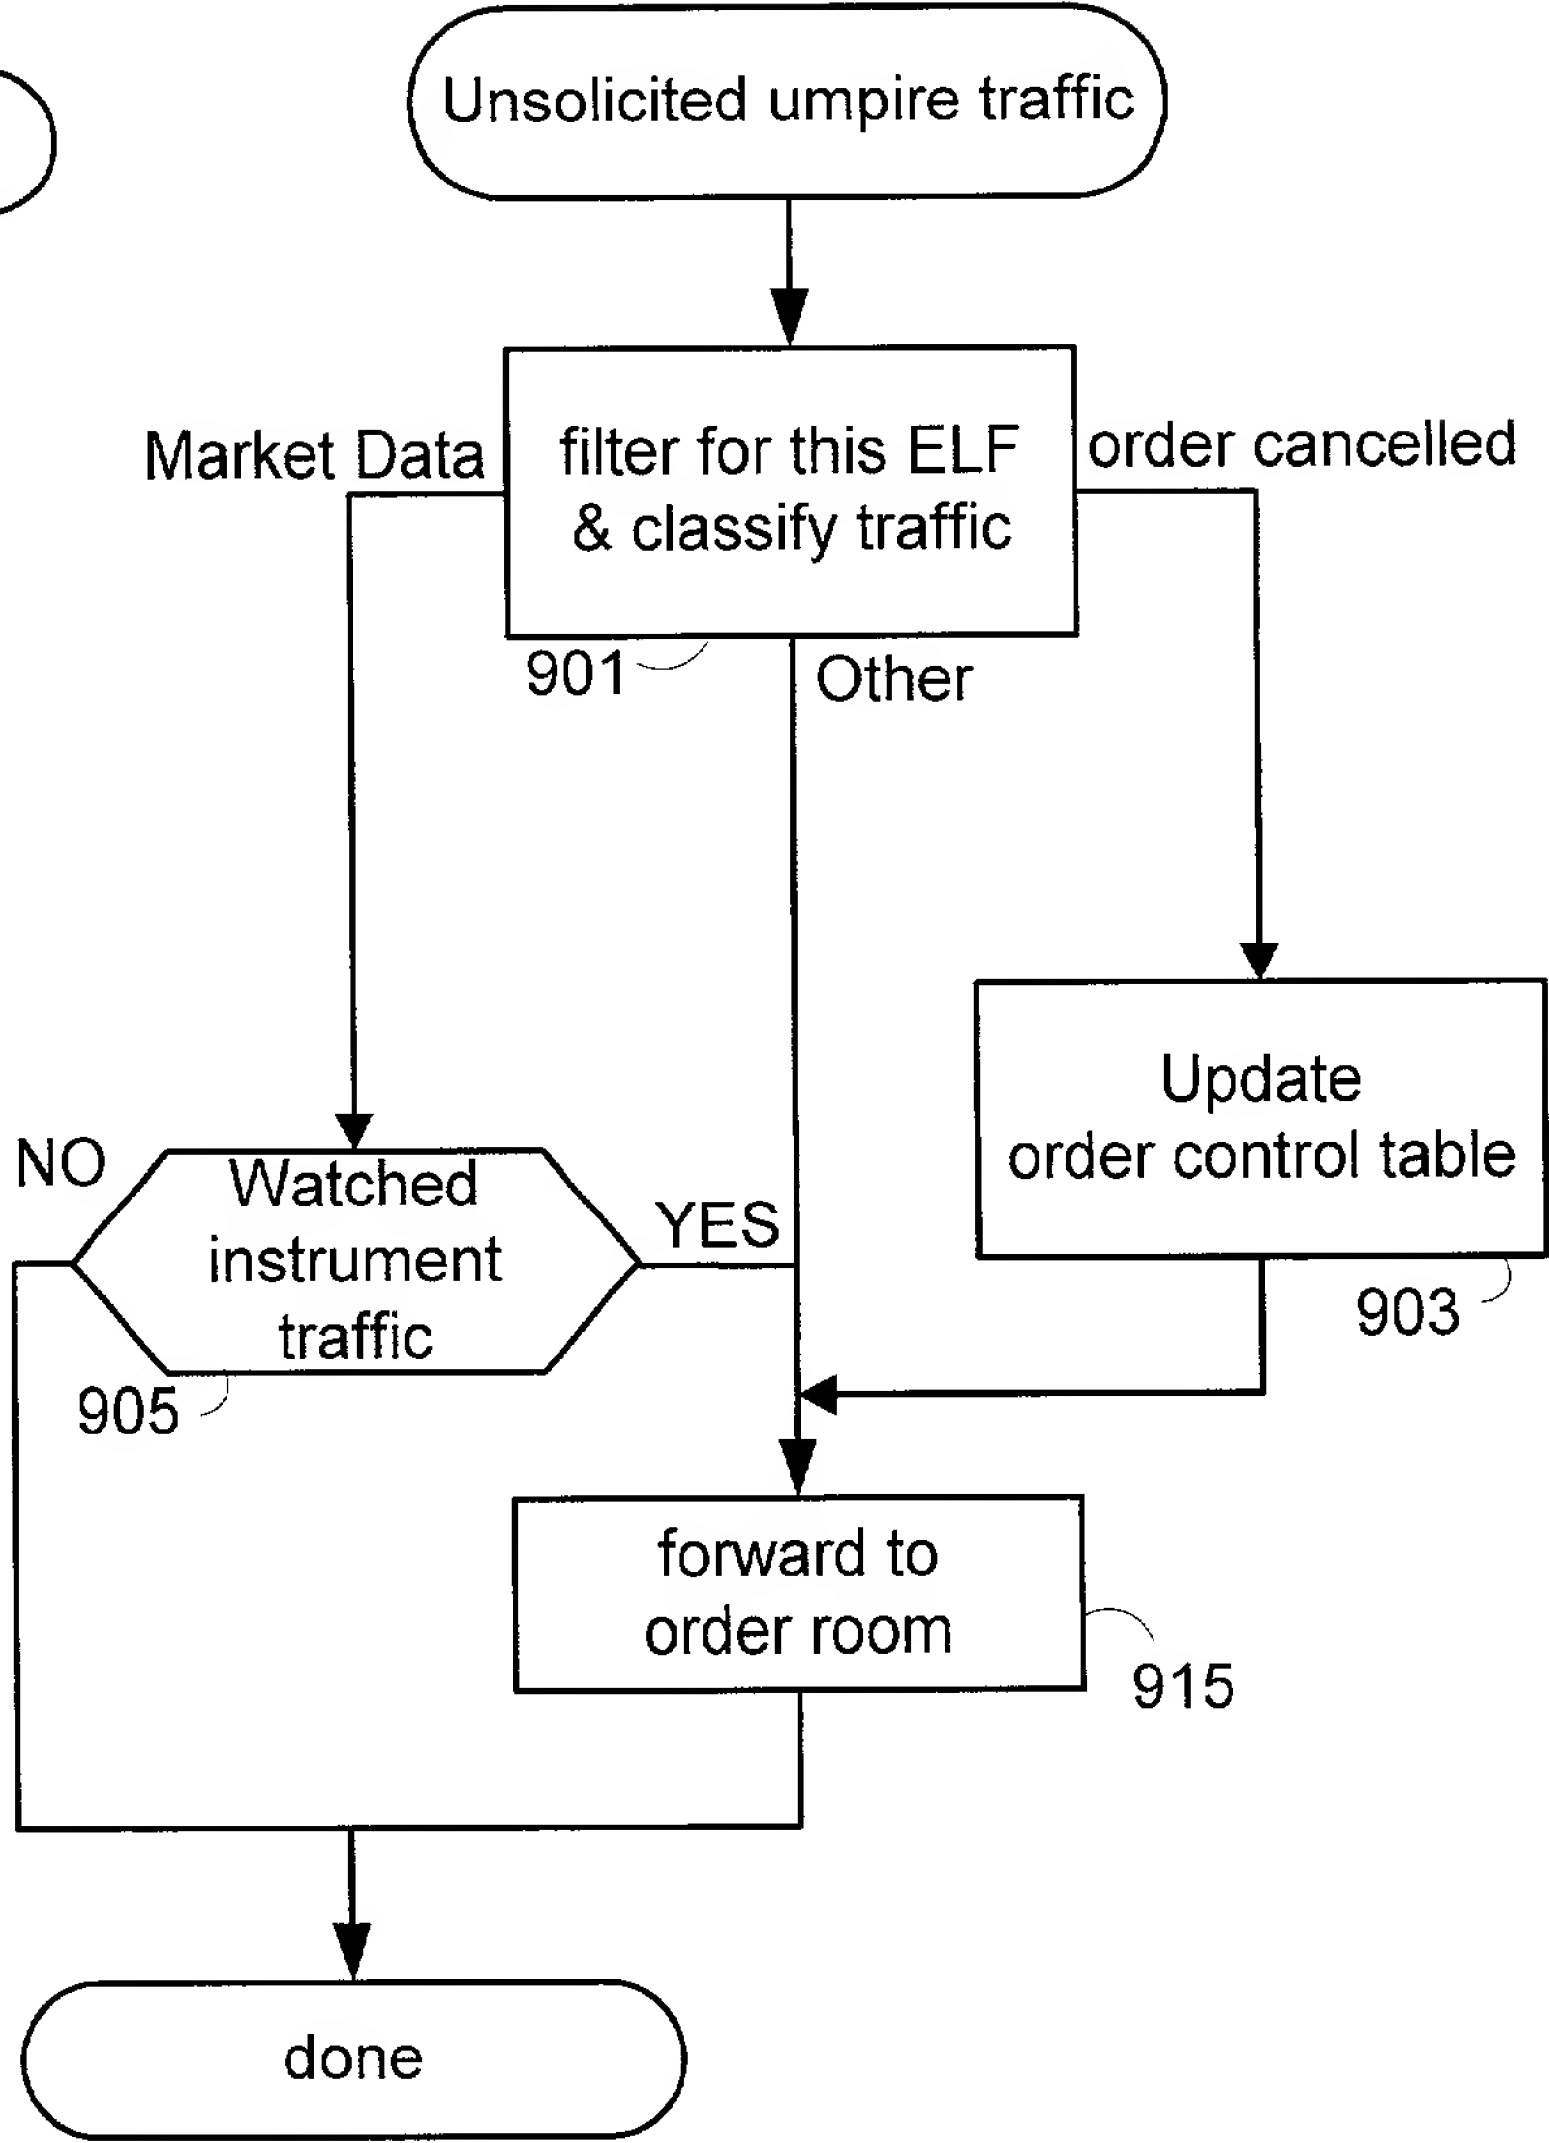 Unsolicited umpire traffic
Market Data
filter for this ELF
& classify traffic
order cancelled
901
Other
Update
order control table
903
NO
Watched
instrument
traffic
YES
905
forward to
order room
915
done